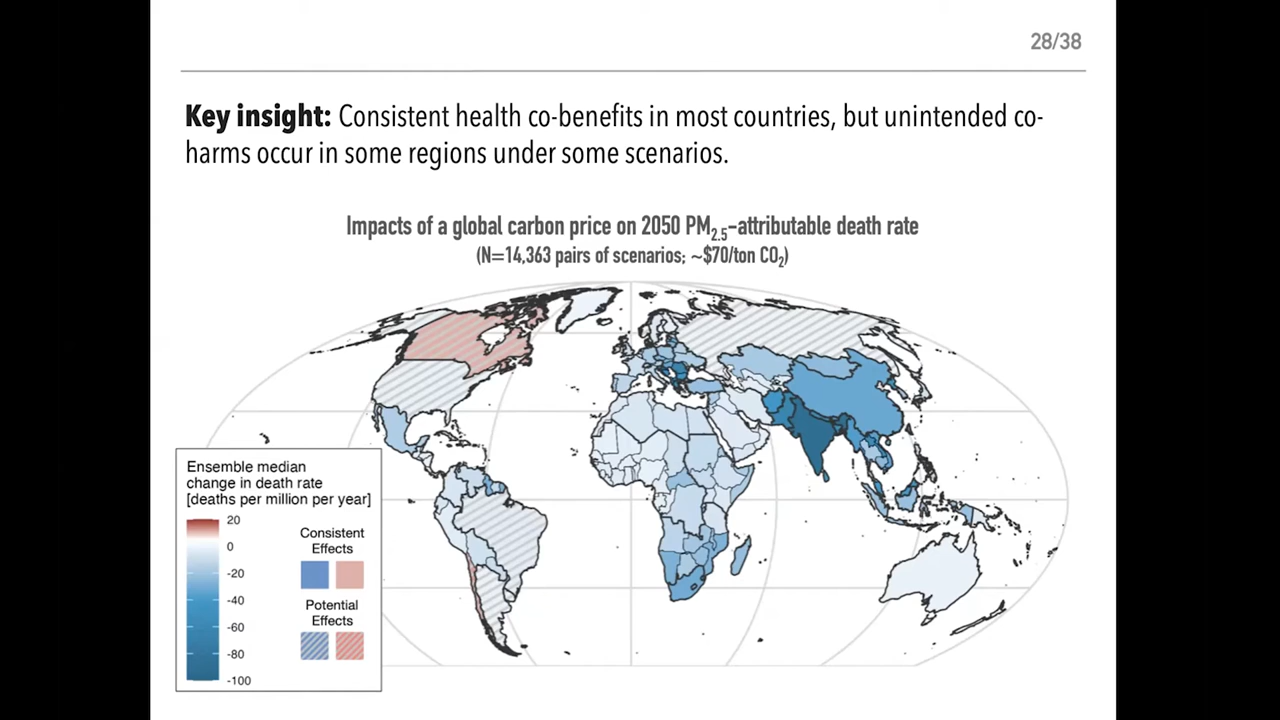 28/38
Key insight: Consistent health co-benefits in most countries, but unintended co-
harms occur in some regions under some scenarios.
Impacts of a global carbon price on 2050 PM2.5–attributable death rate
(N=14,363 pairs of scenarios; ~$70/ton CO2)
Ensemble median
change in death rate
[deaths per million per year]
20
0
-20
-40
-60
-80
-100
Consistent
Effects
Potential
Effects